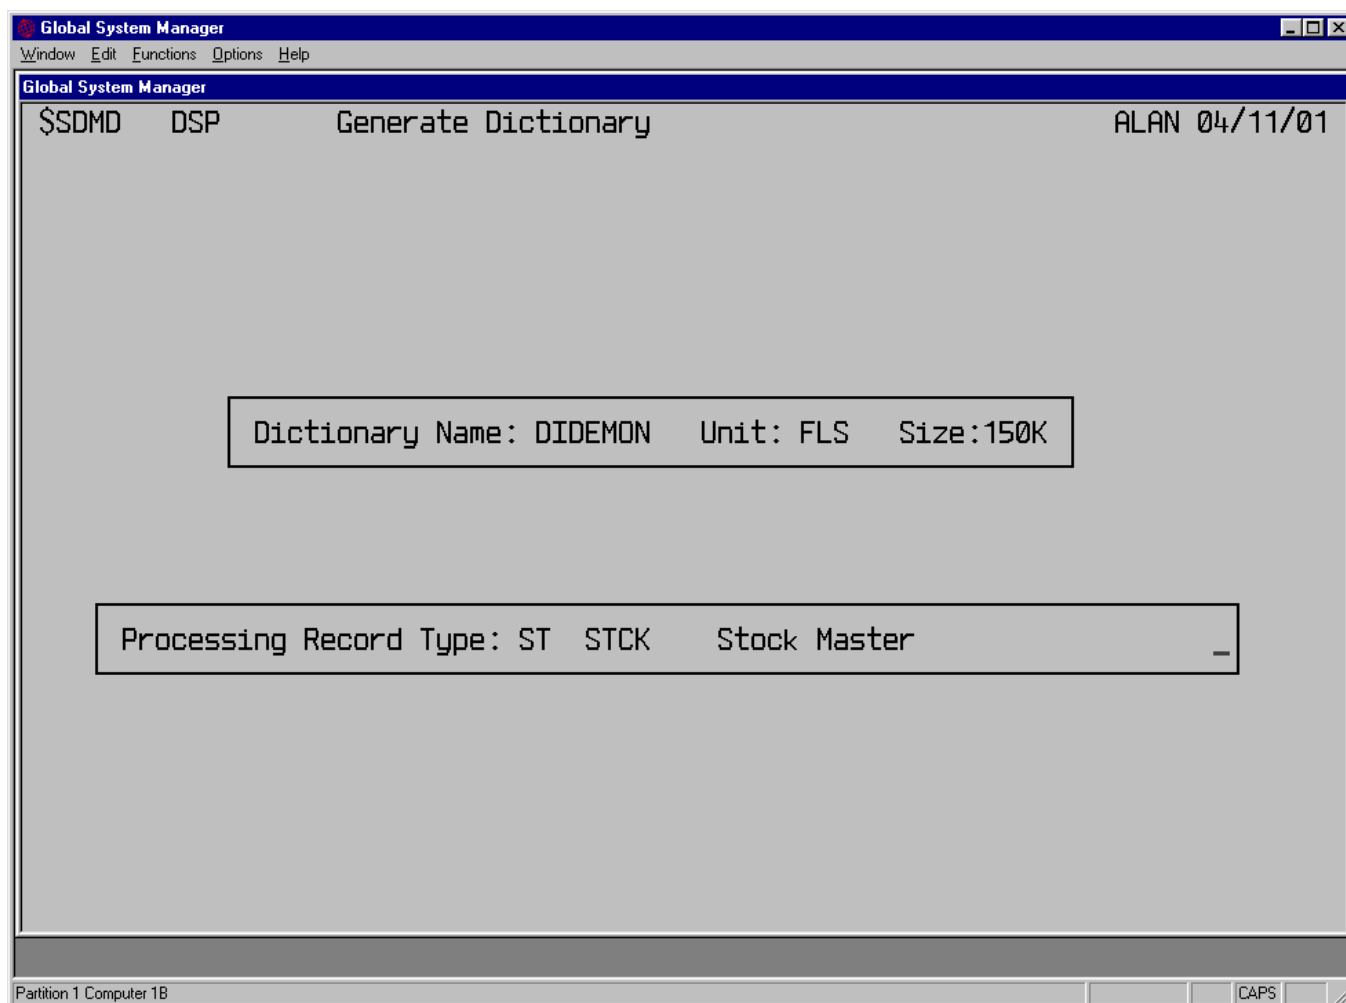 Global System Manager
Window Edit Functions Options Help
Global System Manager
$SDMD DSP Generate Dictionary ALAN 04/11/01
Dictionary Name: DIDEMON Unit: FLS Size:150K
Processing Record Type: ST STCK Stock Master _
Partition 1 Computer 1B CAPS